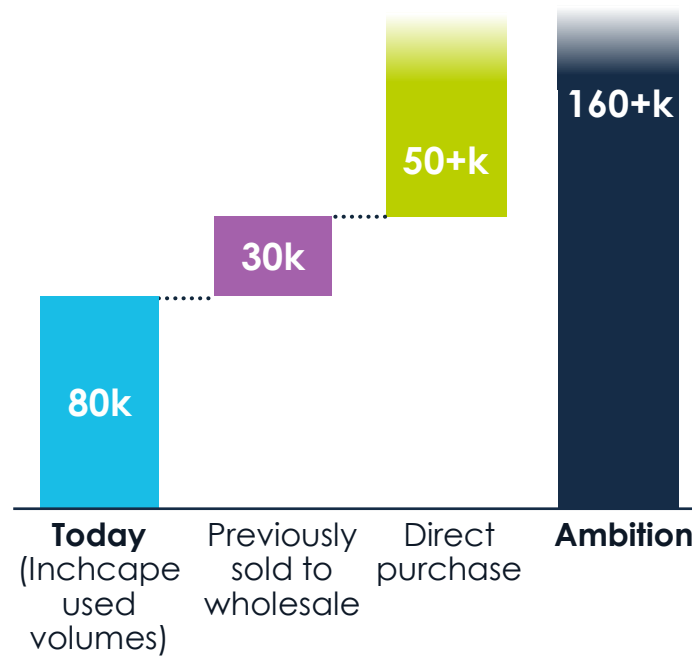 160+k
50+k
30k
80k
Today
(Inchcape
used
volumes)
Previously
sold to
wholesale
Direct
purchase
Ambition